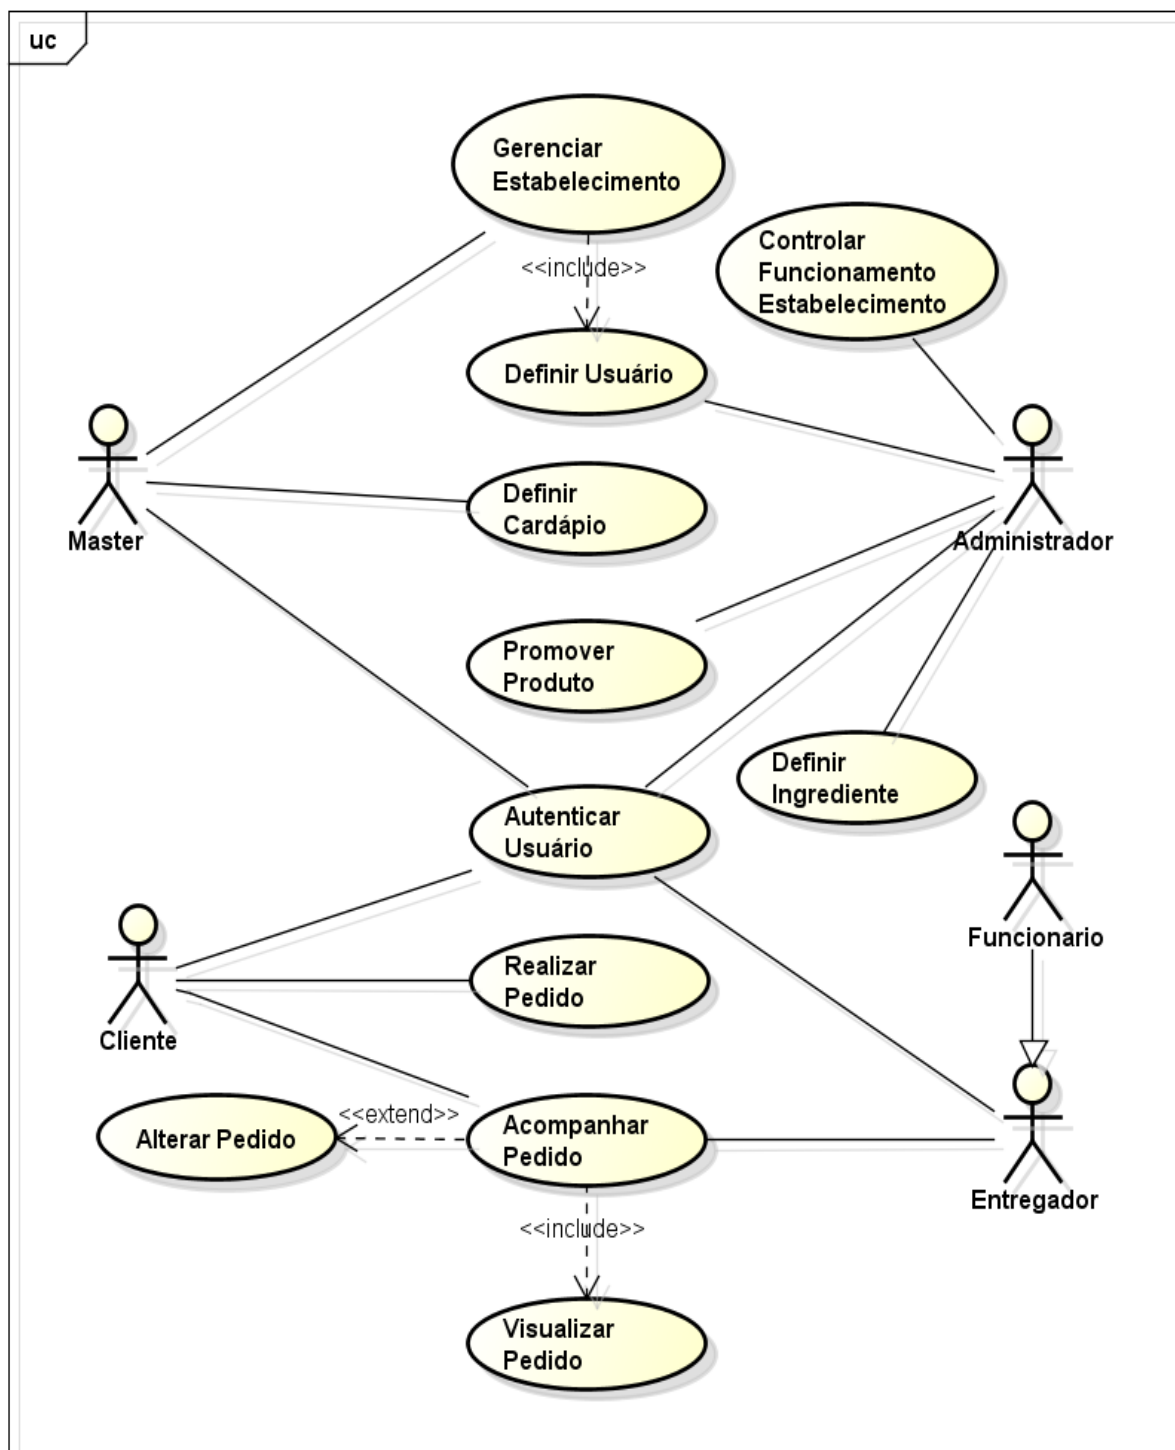 uc
Gerenciar
Estabelecimento
Controlar
Funcionamento
Estabelecimento
<<include>>
Definir Usuário
Master
Definir
Cardápio
Administrador
Promover
Produto
Definir
Ingrediente
Autenticar
Usuário
Funcionario
Cliente
Realizar
Pedido
<<extend>>
Alterar Pedido
Acompanhar
Pedido
Entregador
<<include>>
Visualizar
Pedido